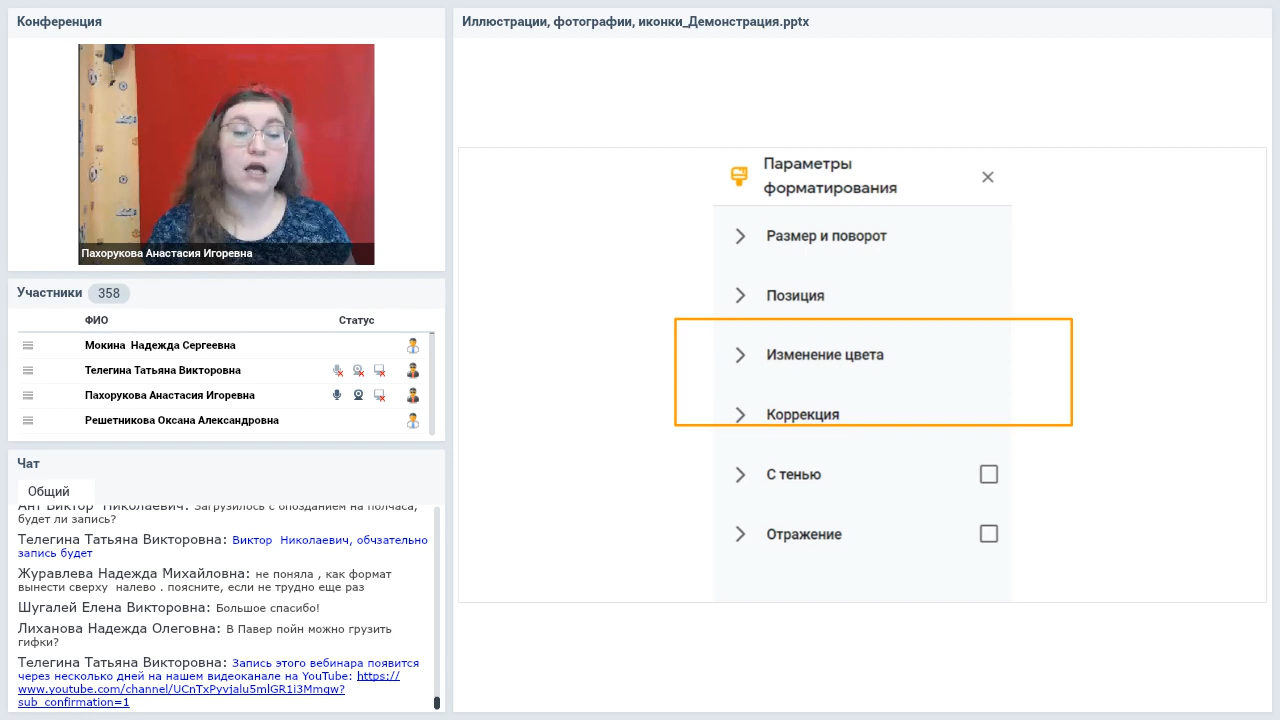 Конференция
Пахорукова Анастасия Игоревна
Участники 358
ФИО Статус
Мокина Надежда Сергеевна
Телегина Татьяна Викторовна
Пахорукова Анастасия Игоревна
Решетникова Оксана Александровна
Чат
Общий
Ант Виктор Николаевич: Загрузилось с опозданием на полчаса,
будет ли запись?
Телегина Татьяна Викторовна: Виктор Николаевич, обчзательно
запись будет
Журавлева Надежда Михайловна: не поняла , как формат
вынести сверху налево . поясните, если не трудно еще раз
Шугалей Елена Викторовна: Большое спасибо!
Лиханова Надежда Олеговна: В Павер пойн можно грузить
гифки?
Телегина Татьяна Викторовна: Запись этого вебинара появится
через несколько дней на нашем видеоканале на YouTube: https://
www.youtube.com/channel/UCnTxPyvjalu5mlGR1i3Mmqw?
sub_confirmation=1
Иллюстрации, фотографии, иконки_Демонстрация.pptx
Параметры
форматирования
Размер и поворот
Позиция
Изменение цвета
Коррекция
С тенью
Отражение